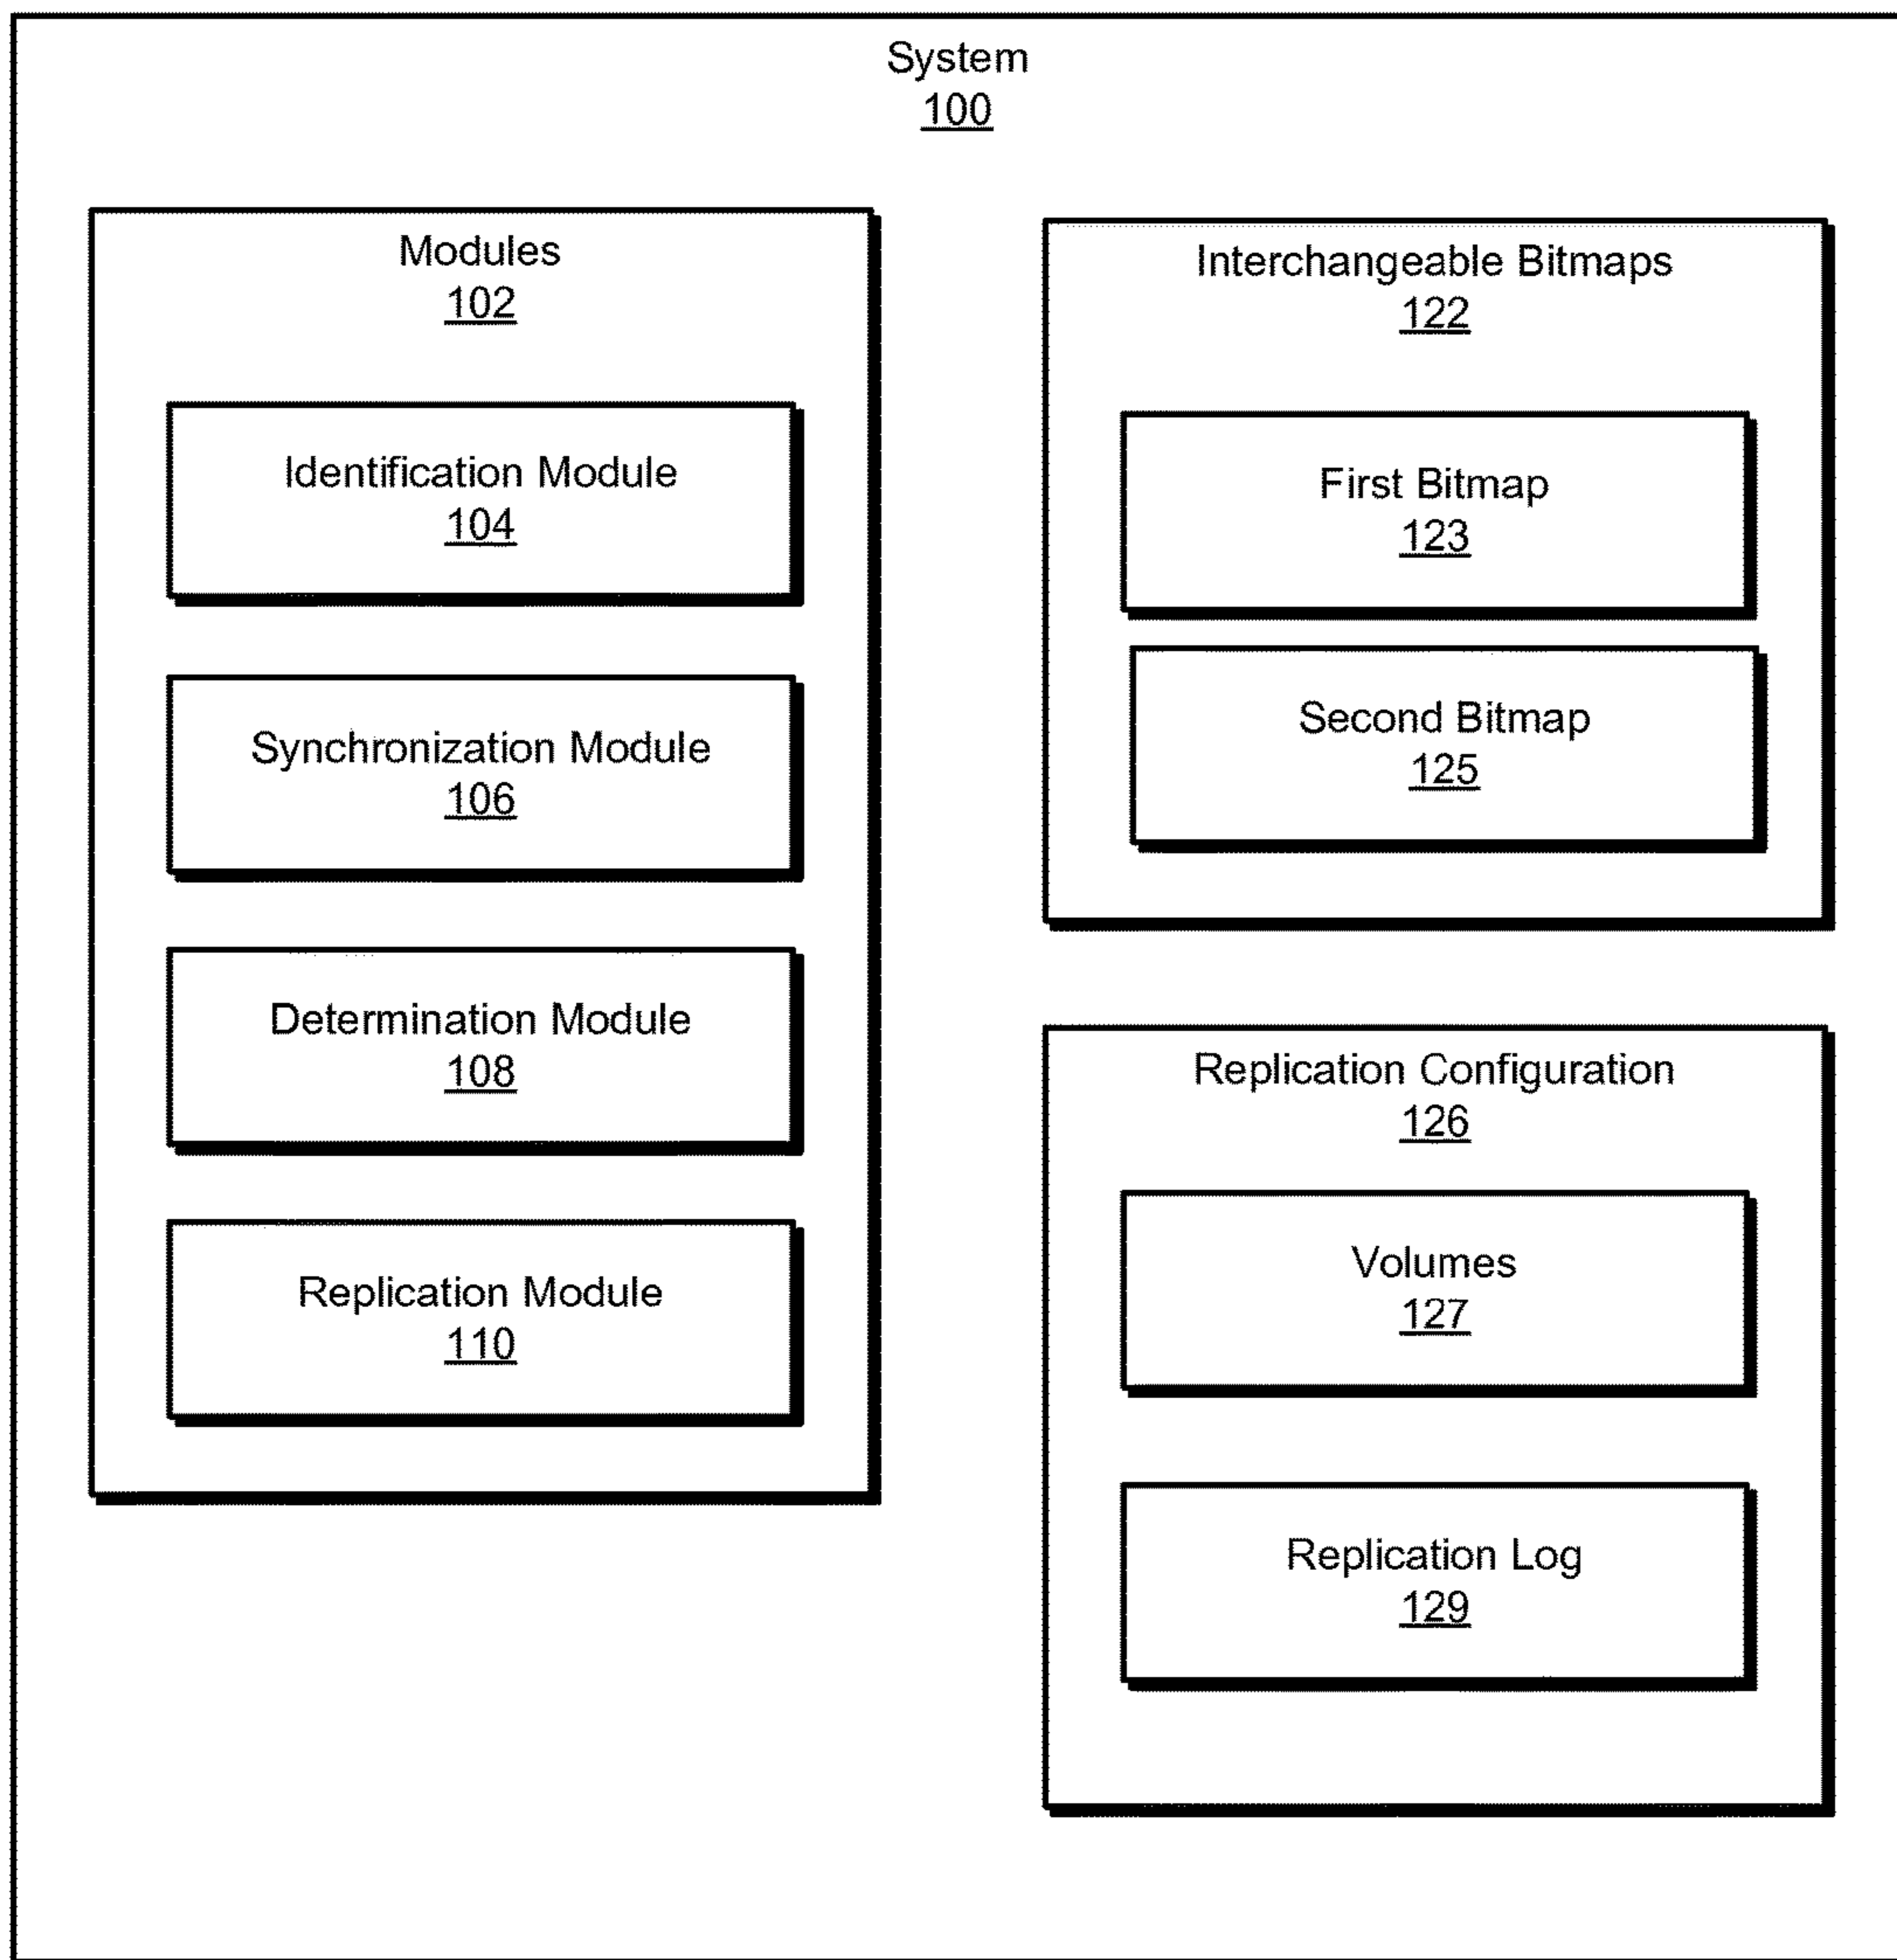 System
100
Modules
102
Identification Module
104
Synchronization Module
106
Determination Module
108
Replication Module
110
Interchangeable Bitmaps
122
First Bitmap
123
Second Bitmap
125
Replication Configuration
126
Volumes
127
Replication Log
129